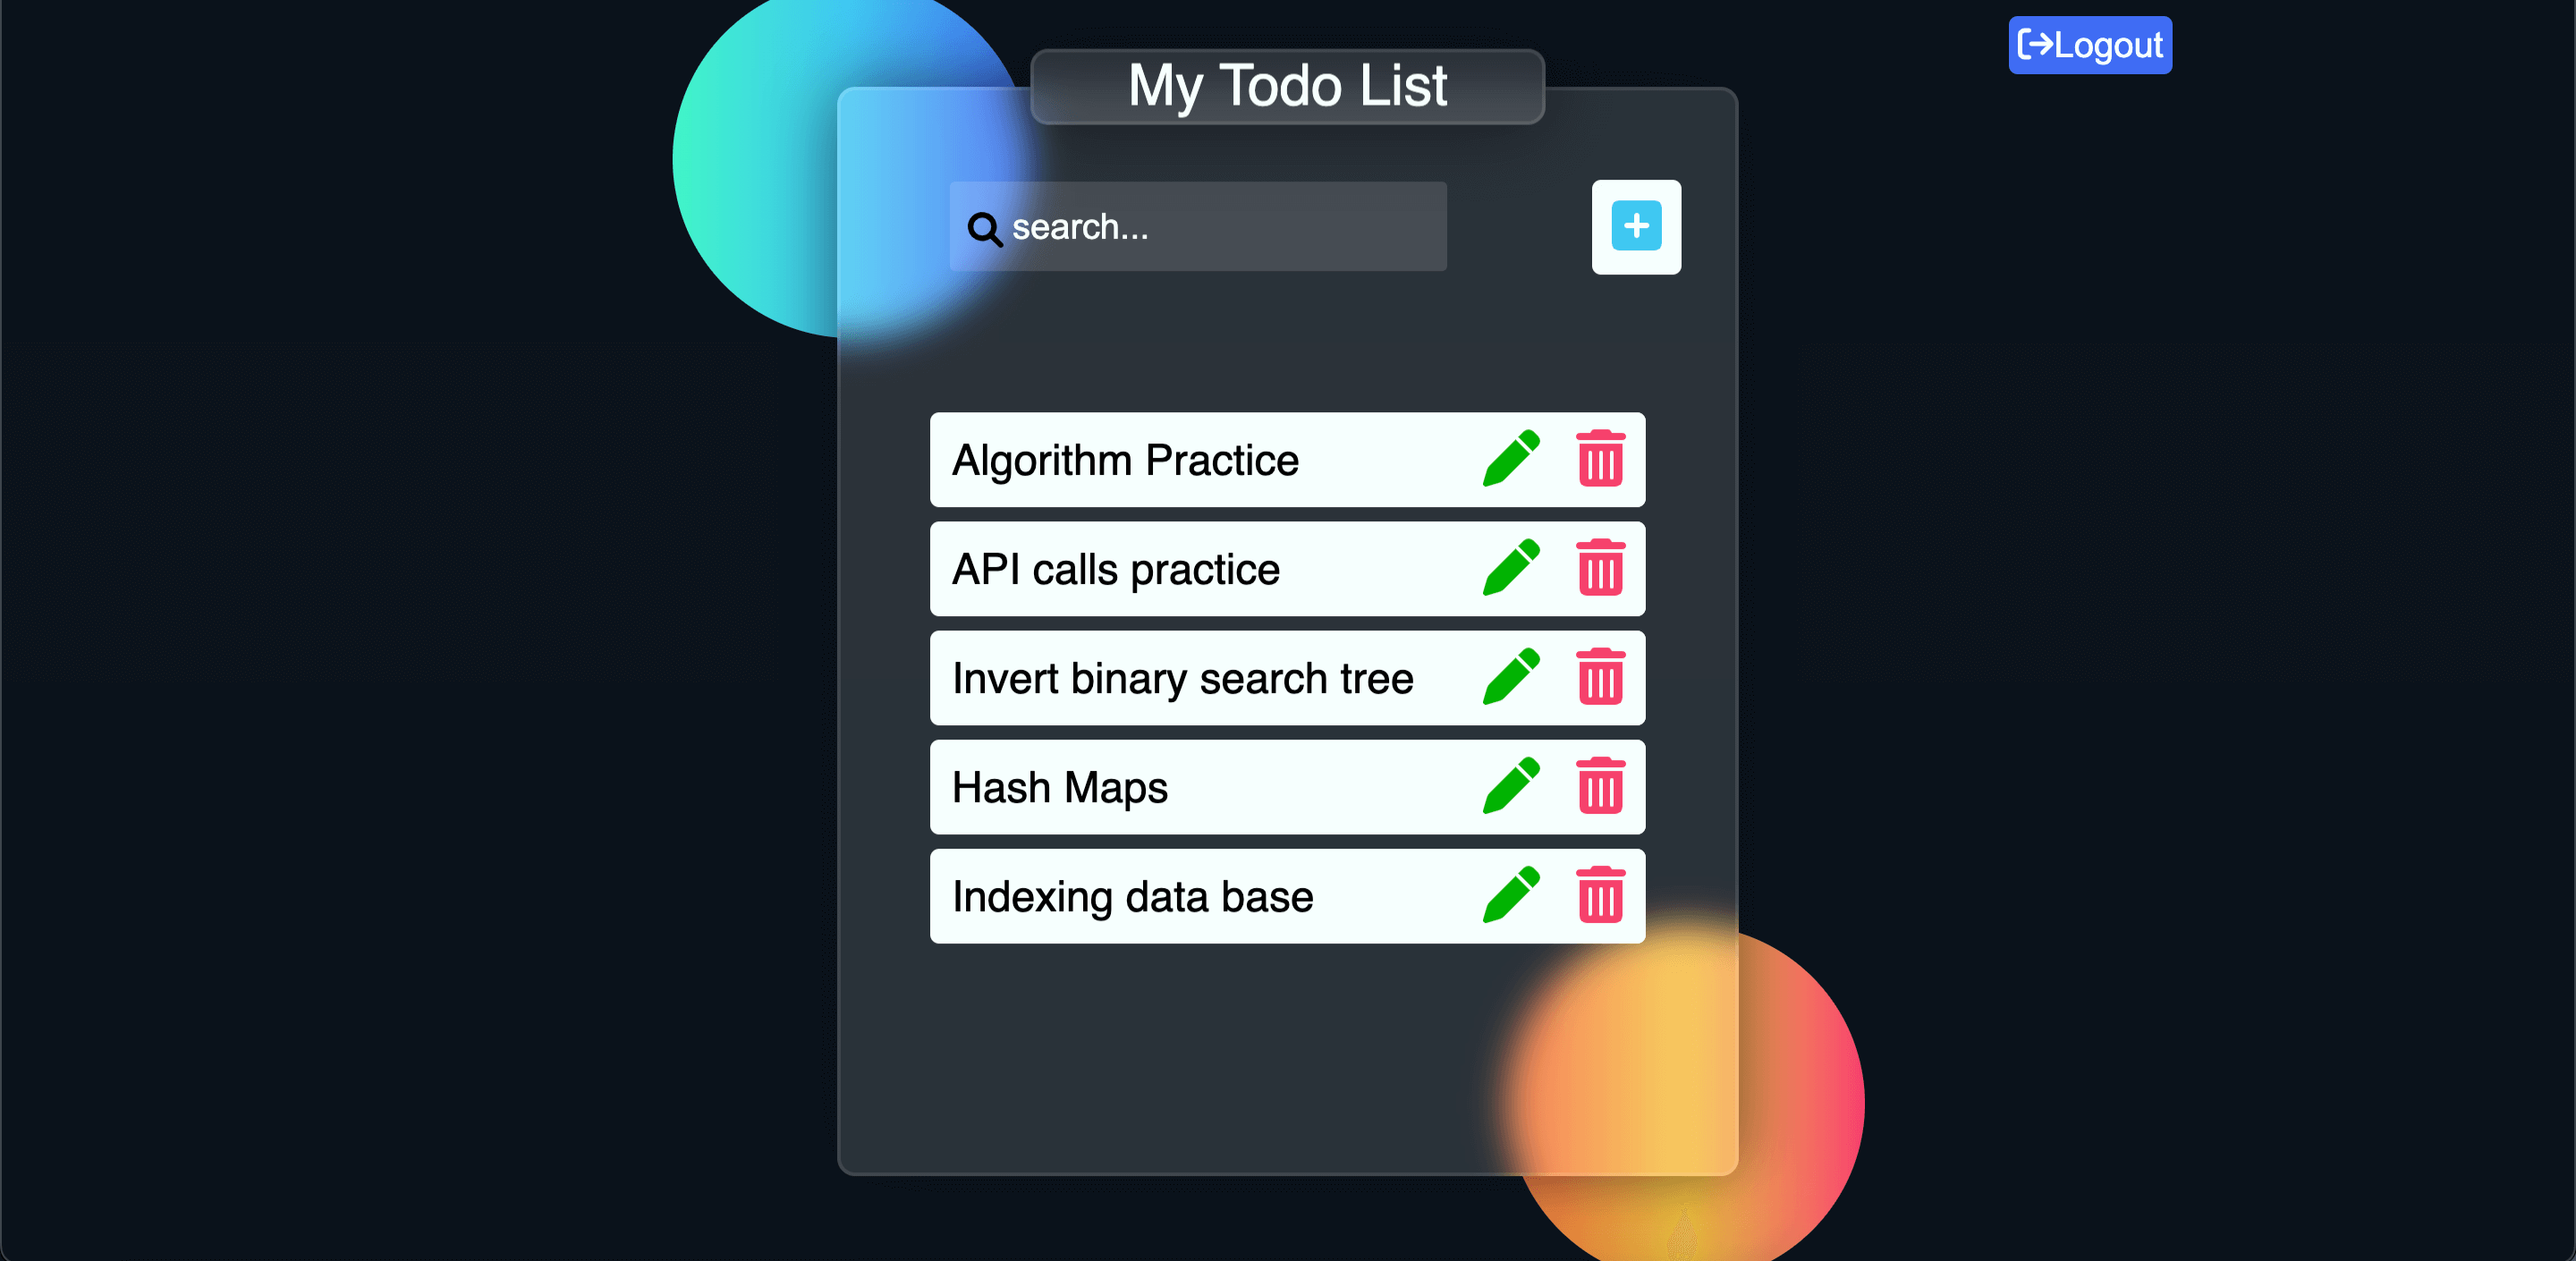 Logout
My Todo List
search...
Algorithm Practice
API calls practice
Invert binary search tree
Hash Maps
Indexing data base